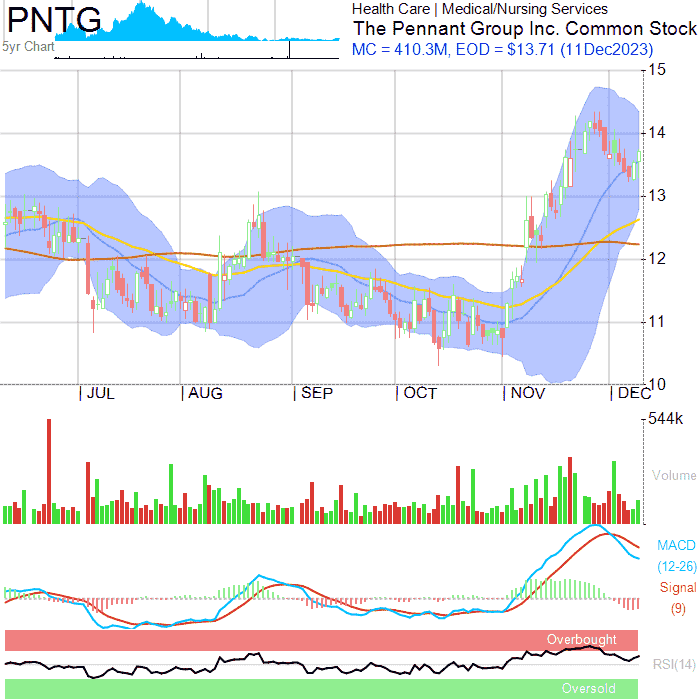 PNTG
5yr Chart
Health Care | Medical/Nursing Services
The Pennant Group Inc. Common Stock
MC = 410.3M, EOD = $13.71 (11Dec2023)
15
14
13
12
11
10
JUL AUG SEP OCT NOV DEC
544k
Volume
MACD
(12-26)
Signal
(9)
Overbought
RSI(14)
Oversold